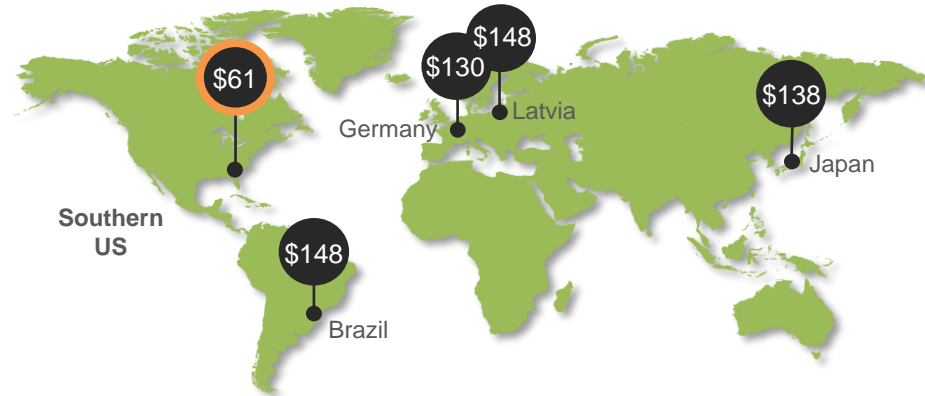 $148
$61
$130
$138
Latvia
Germany
Japan
Southern
US
$148
Brazil